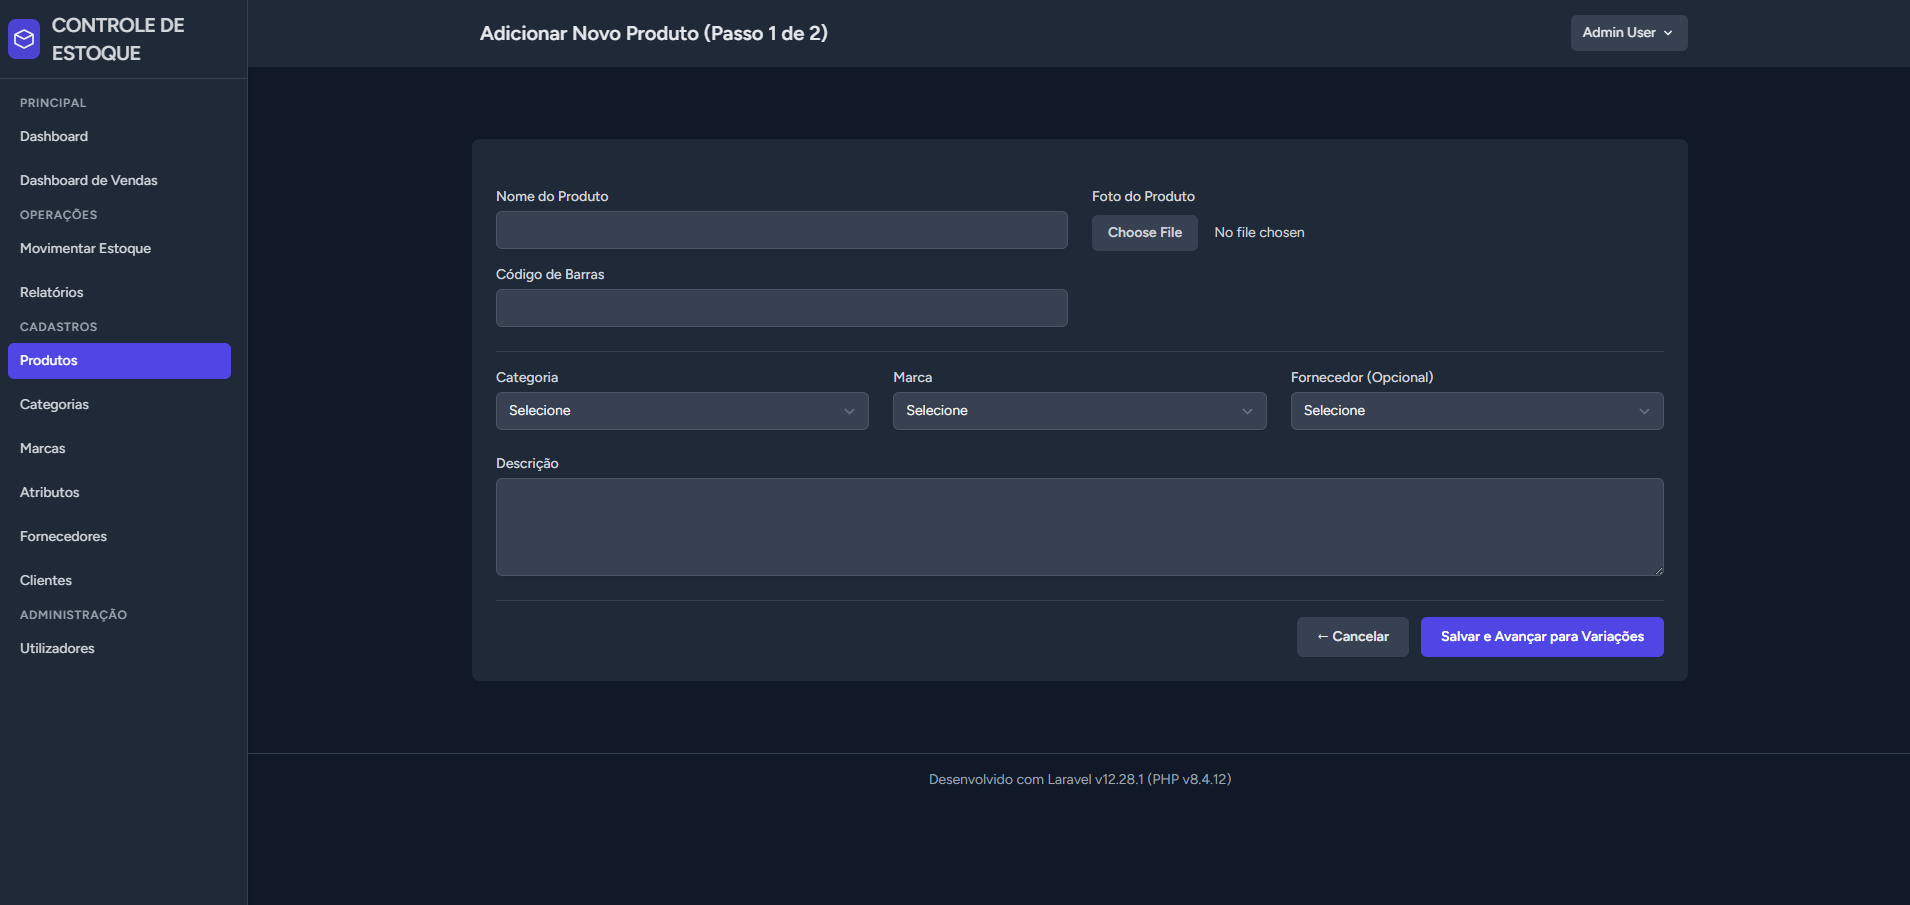 CONTROLE DE
ESTOQUE
PRINCIPAL
Dashboard
Dashboard de Vendas
OPERAÇÕES
Movimentar Estoque
Relatórios
CADASTROS
Produtos
Categorias
Marcas
Atributos
Fornecedores
Clientes
ADMINISTRAÇÃO
Utilizadores
Adicionar Novo Produto (Passo 1 de 2)
Admin User
Nome do Produto
Foto do Produto
Choose File No file chosen
Código de Barras
Categoria
Selecione
Marca
Selecione
Fornecedor (Opcional)
Selecione
Descrição
← Cancelar
Salvar e Avançar para Variações
Desenvolvido com Laravel v12.28.1 (PHP v8.4.12)